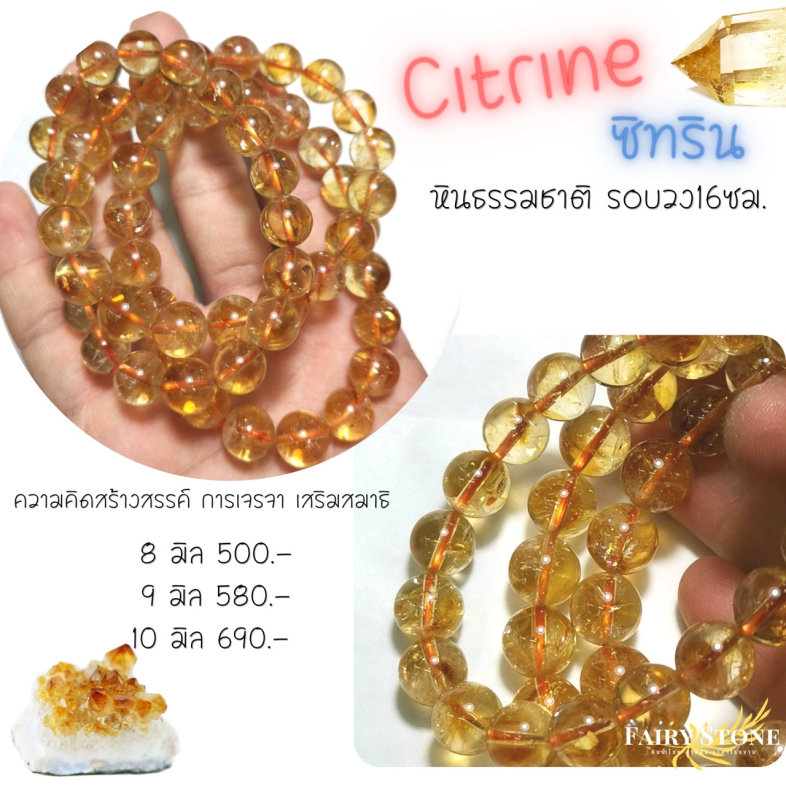 Citrine
ซิทริน
หินธรรมชาติ รอบวง16ซม.
ความคิดสร้างสรรค์ การเจรจา เสริมสมาธิ
8 มิล 500.-
9 มิล 580.-
10 มิล 690.-
FAIRY STONE